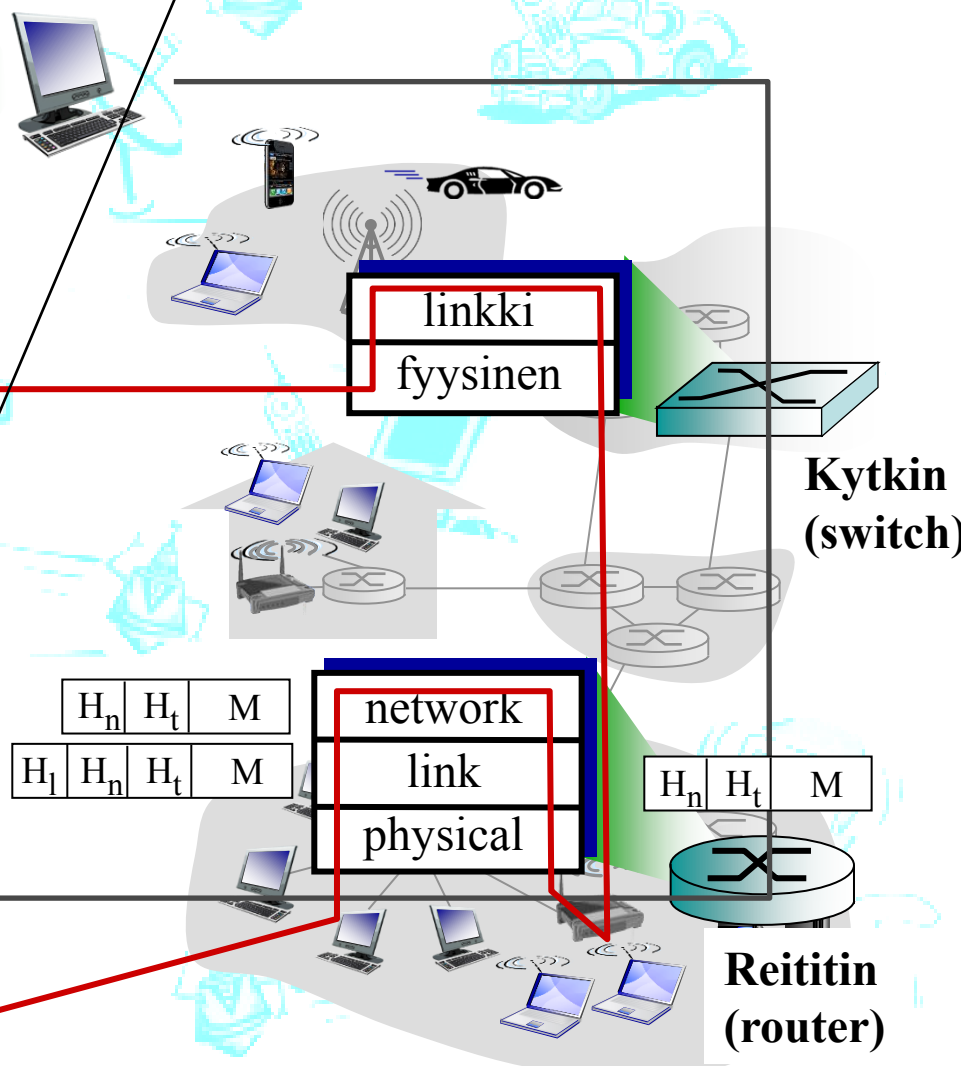 linkki
fyysinen
Kytkin
(switch)
Hn Ht M
network
Hl Hn Ht M
link
Hn Ht M
physical
Reititin
(router)